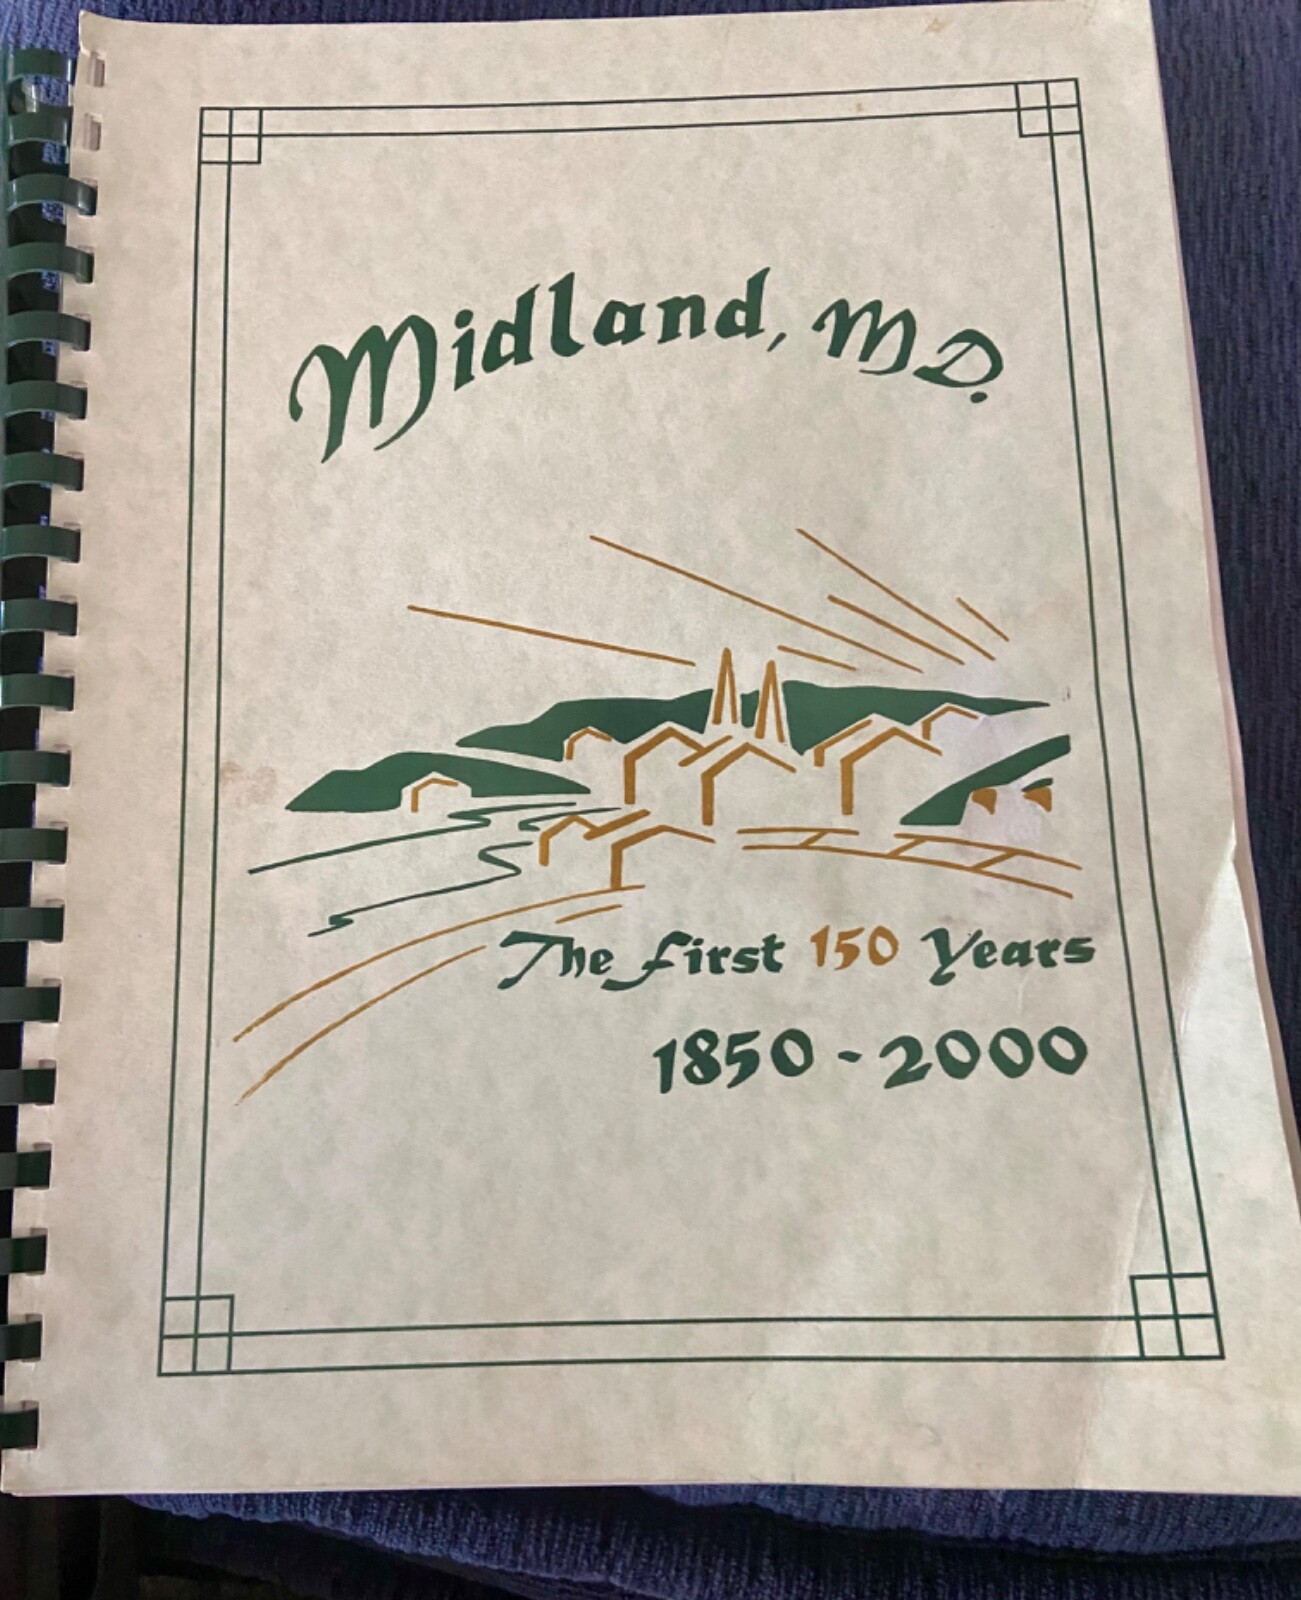 Midland, MD.
The first 150 Years
1850 - 2000